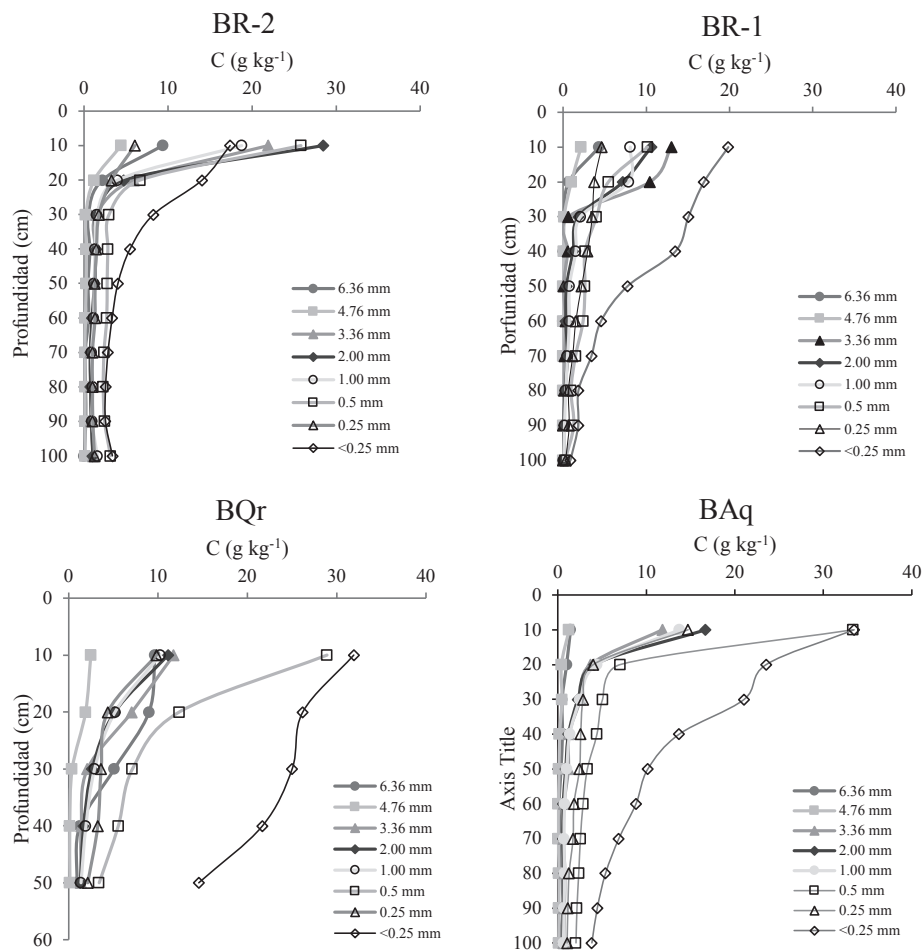 BR-2
C (g kg⁻¹)
0 10 20 30 40
0
10
20
30
40
50
60
70
80
90
100
Profundidad (cm)
6.36 mm
4.76 mm
3.36 mm
2.00 mm
1.00 mm
0.5 mm
0.25 mm
<0.25 mm
BR-1
C (g kg⁻¹)
0 10 20 30 40
0
10
20
30
40
50
60
70
80
90
100
Porfunidad (cm)
6.36 mm
4.76 mm
3.36 mm
2.00 mm
1.00 mm
0.5 mm
0.25 mm
<0.25 mm
BQr
C (g kg⁻¹)
0 10 20 30 40
0
10
20
30
40
50
60
Profundidad (cm)
6.36 mm
4.76 mm
3.36 mm
2.00 mm
1.00 mm
0.5 mm
0.25 mm
<0.25 mm
BAq
C (g kg⁻¹)
0 10 20 30 40
0
10
20
30
40
50
60
70
80
90
100
Axis Title
6.36 mm
4.76 mm
3.36 mm
2.00 mm
1.00 mm
0.5 mm
0.25 mm
<0.25 mm